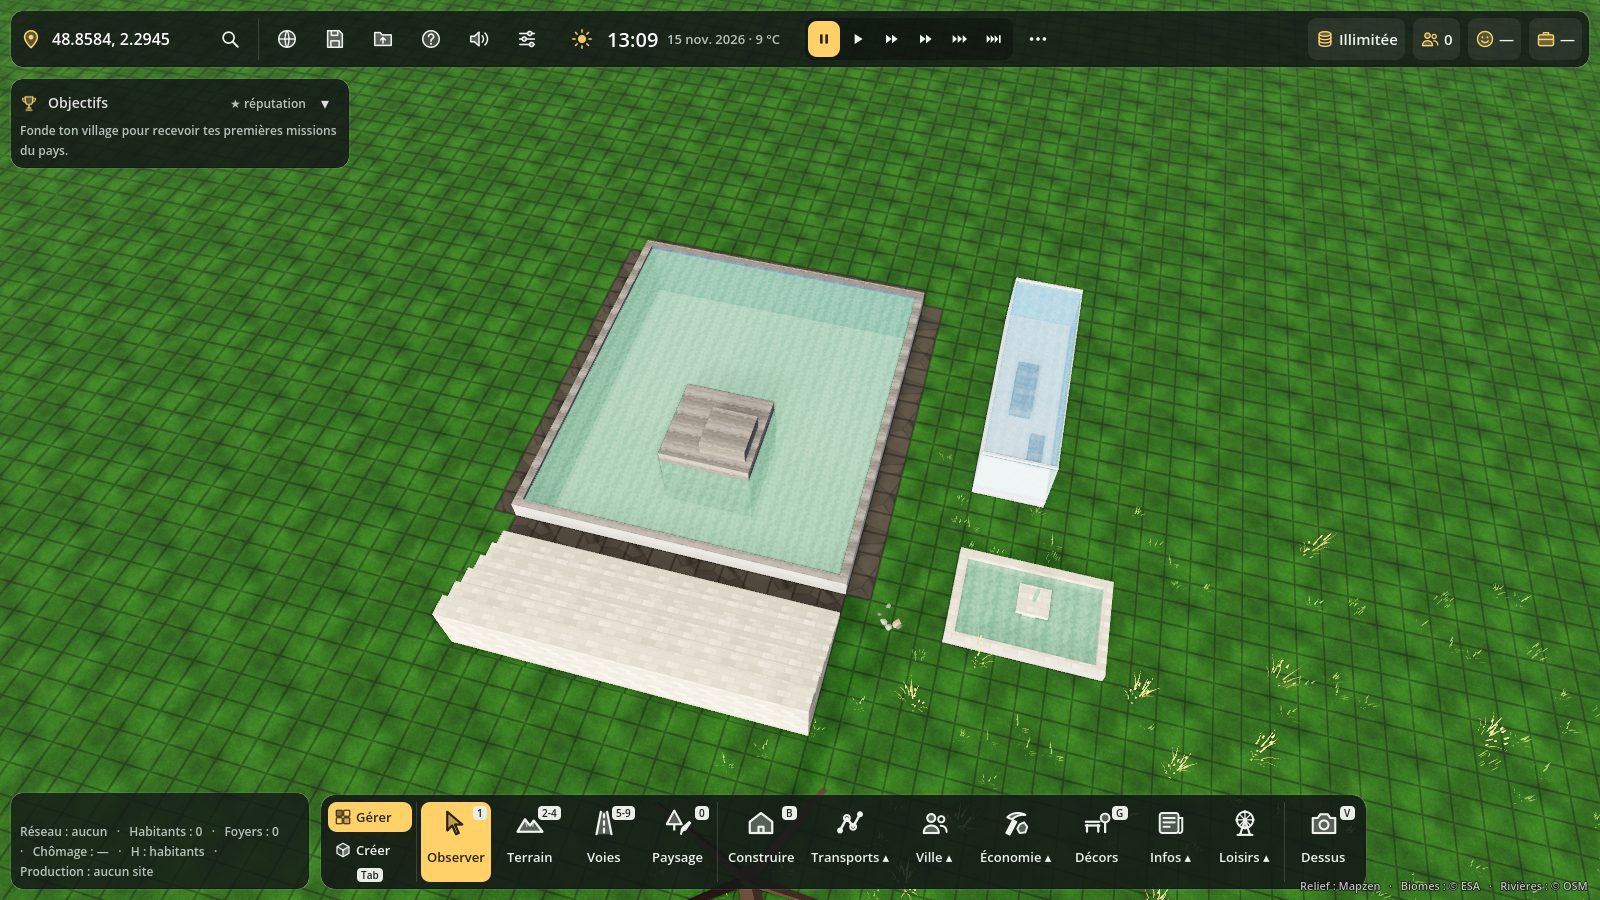 48.8584, 2.2945
13:09 15 nov. 2026 · 9 °C
Illimitée
0
—
—
Objectifs
★ réputation ▼
Fonde ton village pour recevoir tes premières missions
du pays.
Réseau : aucun · Habitants : 0 · Foyers : 0
· Chômage : — · H : habitants ·
Production : aucun site
Gérer
Créer
Tab
1
Observer
2-4
Terrain
5-9
Voies
0
Paysage
B
Construire
Transports ▴
Ville ▴
Économie ▴
G
Décors
Infos ▴
Loisirs ▴
V
Dessus
Relief : Mapzen · Biomes : © ESA · Rivières : © OSM